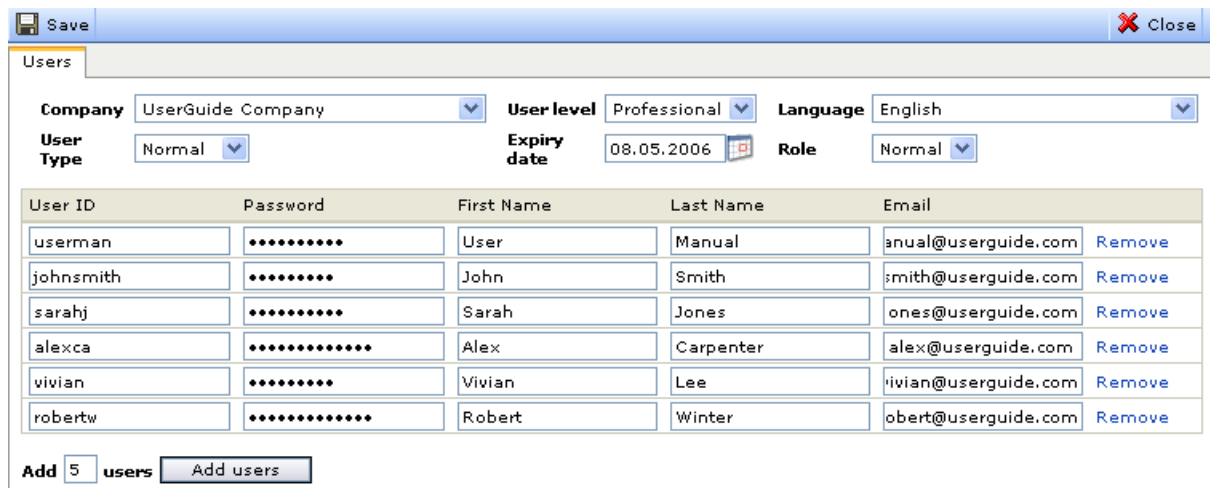 Save Close
Users
Company UserGuide Company User level Professional Language English
User Type Normal Expiry date 08.05.2006 Role Normal
User ID Password First Name Last Name Email
userman •••••••••• User Manual anual@userguide.com Remove
johnsmith ••••••••• John Smith smith@userguide.com Remove
sarahj •••••••••• Sarah Jones ones@userguide.com Remove
alexca ••••••••••••• Alex Carpenter alex@userguide.com Remove
vivian ••••••••• Vivian Lee ivian@userguide.com Remove
robertw ••••••••••••• Robert Winter obert@userguide.com Remove
Add 5 users Add users